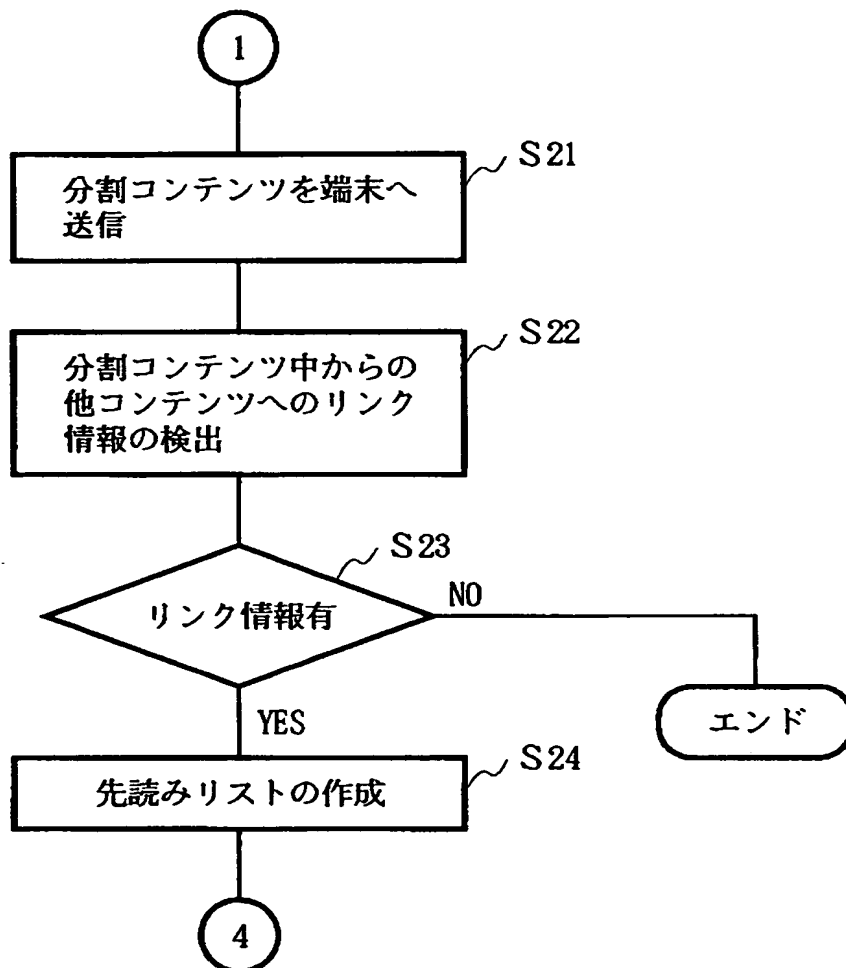 1
S21
分割コンテンツを端末へ
送信
S22
分割コンテンツ中からの
他コンテンツへのリンク
情報の検出
S23
リンク情報有
NO
エンド
YES
S24
先読みリストの作成
4